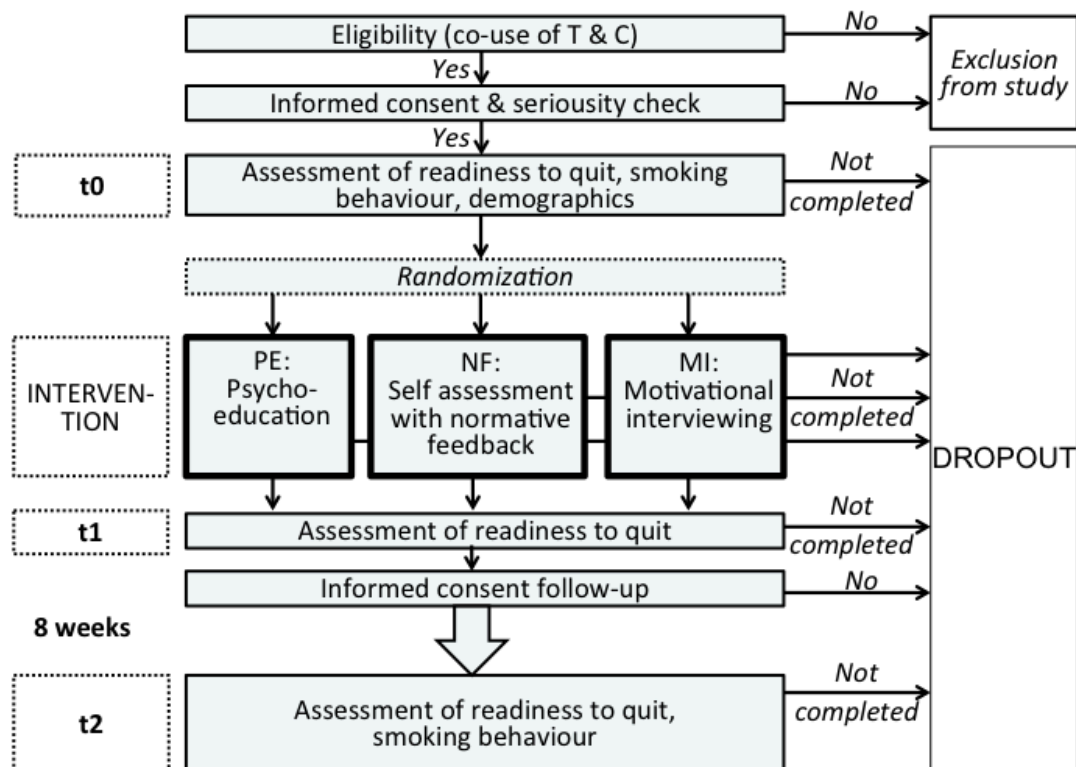 Eligibility (co-use of T & C)
No
Exclusion
from study
Yes
Informed consent & seriousity check
No
Yes
t0
Assessment of readiness to quit, smoking
behaviour, demographics
Not
completed
Randomization
INTERVEN-
TION
PE:
Psycho-
education
NF:
Self assessment
with normative
feedback
MI:
Motivational
interviewing
Not
completed
DROPOUT
t1
Assessment of readiness to quit
Not
completed
Informed consent follow-up
No
8 weeks
t2
Assessment of readiness to quit,
smoking behaviour
Not
completed